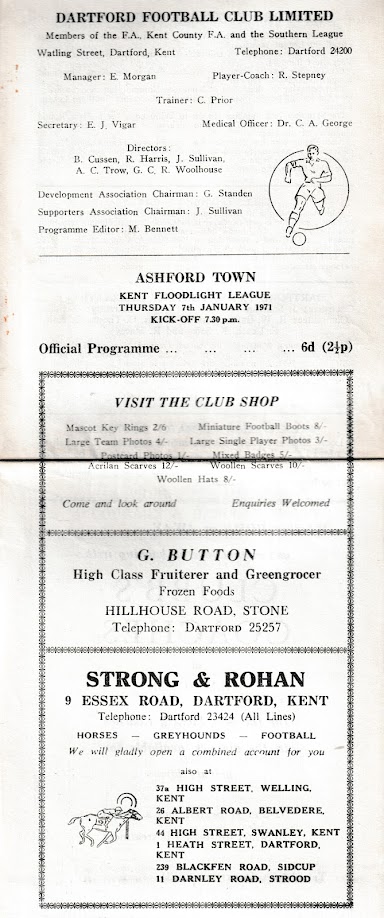 DARTFORD FOOTBALL CLUB LIMITED
Members of the F.A., Kent County F.A. and the Southern League
Watling Street, Dartford, Kent Telephone: Dartford 24200
Manager: E. Morgan Player-Coach: R. Stepney
Trainer: C. Prior
Secretary: E. J. Vigar Medical Officer: Dr. C. A. George
Directors:
B. Cussen, R. Harris, J. Sullivan,
A. C. Trow, G. C. R. Woolhouse
Development Association Chairman: G. Standen
Supporters Association Chairman: J. Sullivan
Programme Editor: M. Bennett
ASHFORD TOWN
KENT FLOODLIGHT LEAGUE
THURSDAY 7th JANUARY 1971
KICK-OFF 7.30 p.m.
Official Programme ... ... ... ... 6d (2½p)
VISIT THE CLUB SHOP
Mascot Key Rings 2/6 Miniature Football Boots 8/-
Large Team Photos 4/- Large Single Player Photos 3/-
Postcard Photos 1/- Mixed Badges 5/-
Acrilan Scarves 12/- Woollen Scarves 10/-
Woollen Hats 8/-
Come and look around Enquiries Welcomed
G. BUTTON
High Class Fruiterer and Greengrocer
Frozen Foods
HILLHOUSE ROAD, STONE
Telephone: DARTFORD 25257
STRONG & ROHAN
9 ESSEX ROAD, DARTFORD, KENT
Telephone: Dartford 23424 (All Lines)
HORSES — GREYHOUNDS — FOOTBALL
We will gladly open a combined account for you
also at
37a HIGH STREET, WELLING,
KENT
26 ALBERT ROAD, BELVEDERE,
KENT
44 HIGH STREET, SWANLEY, KENT
1 HEATH STREET, DARTFORD,
KENT
239 BLACKFEN ROAD, SIDCUP
11 DARNLEY ROAD, STROOD